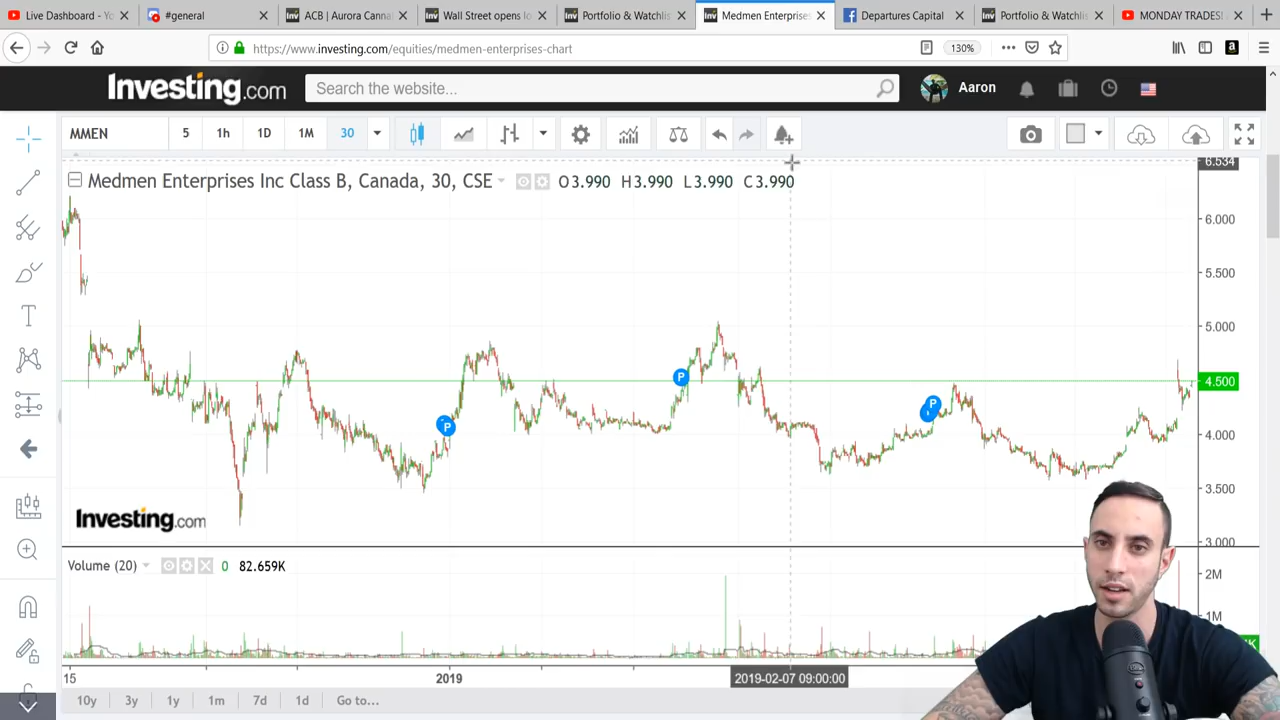 Live Dashboard - Yo
#general
ACB | Aurora Canna
Wall Street opens lo
Portfolio & Watchlis
Medmen Enterprises
Departures Capital
Portfolio & Watchlis
MONDAY TRADES!
https://www.investing.com/equities/medmen-enterprises-chart
130%
Investing.com
Search the website...
Aaron
MMEN
5
1h
1D
1M
30
Medmen Enterprises Inc Class B, Canada, 30, CSE
O 3.990 H 3.990 L 3.990 C 3.990
6.534
6.000
5.500
5.000
4.500
4.000
3.500
3.000
P
P
P
Investing.com
Volume (20)
0
82.659K
2M
1M
15
2019
2019-02-07 09:00:00
10y
3y
1y
1m
7d
1d
Go to...